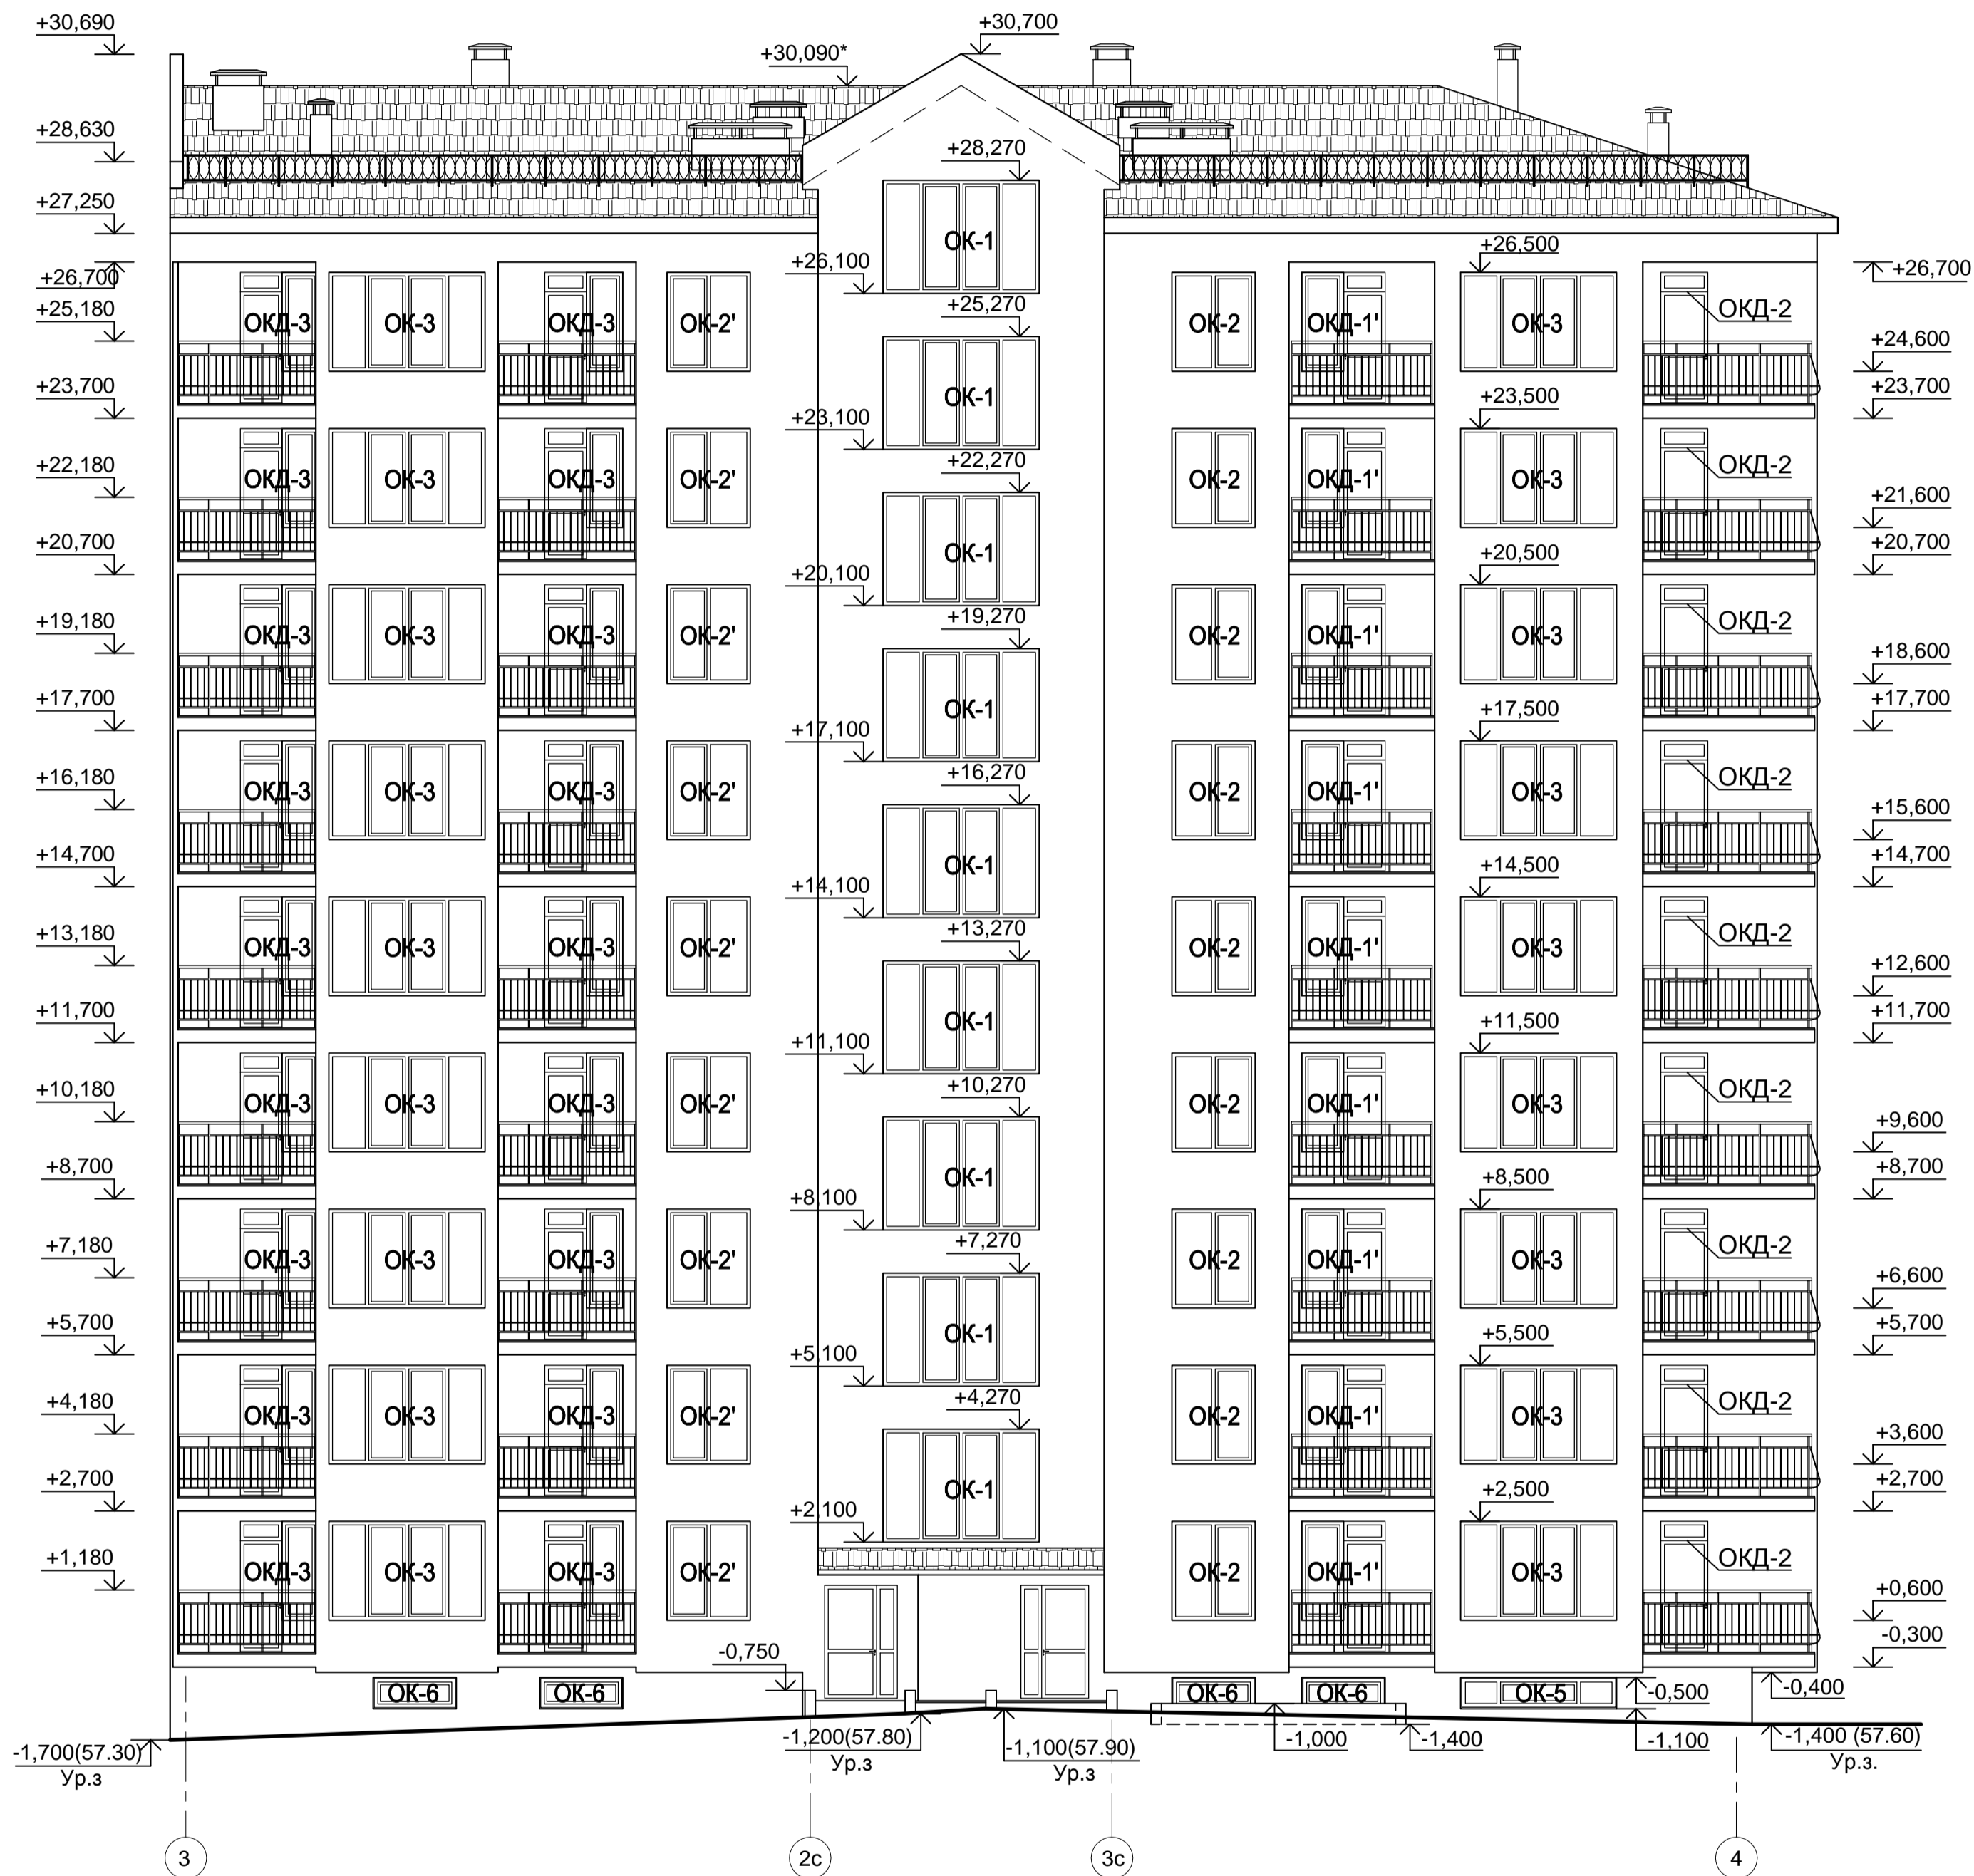 +30,690
+30,700
+30,090*
+28,630
+28,270
+27,250
ОК-1
+26,500
+26,100
+26,700
+26,700
+25,180
ОКД-3
ОК-3
ОКД-3
ОК-2'
+25,270
ОК-2
ОКД-1'
ОК-3
ОКД-2
+24,600
+23,700
ОК-1
+23,500
+23,700
+23,100
+22,180
ОКД-3
ОК-3
ОКД-3
ОК-2'
+22,270
ОК-2
ОКД-1'
ОК-3
ОКД-2
+21,600
+20,700
ОК-1
+20,500
+20,700
+20,100
+19,180
ОКД-3
ОК-3
ОКД-3
ОК-2'
+19,270
ОК-2
ОКД-1'
ОК-3
ОКД-2
+18,600
+17,700
ОК-1
+17,500
+17,700
+17,100
+16,180
ОКД-3
ОК-3
ОКД-3
ОК-2'
+16,270
ОК-2
ОКД-1'
ОК-3
ОКД-2
+15,600
+14,700
ОК-1
+14,500
+14,700
+14,100
+13,180
ОКД-3
ОК-3
ОКД-3
ОК-2'
+13,270
ОК-2
ОКД-1'
ОК-3
ОКД-2
+12,600
+11,700
ОК-1
+11,500
+11,700
+11,100
+10,180
ОКД-3
ОК-3
ОКД-3
ОК-2'
+10,270
ОК-2
ОКД-1'
ОК-3
ОКД-2
+9,600
+8,700
ОК-1
+8,500
+8,700
+8,100
+7,180
ОКД-3
ОК-3
ОКД-3
ОК-2'
+7,270
ОК-2
ОКД-1'
ОК-3
ОКД-2
+6,600
+5,700
ОК-1
+5,500
+5,700
+5,100
+4,180
ОКД-3
ОК-3
ОКД-3
ОК-2'
+4,270
ОК-2
ОКД-1'
ОК-3
ОКД-2
+3,600
+2,700
ОК-1
+2,500
+2,700
+2,100
+1,180
ОКД-3
ОК-3
ОКД-3
ОК-2'
ОК-2
ОКД-1'
ОК-3
ОКД-2
+0,600
-0,300
-0,750
ОК-6
ОК-6
ОК-6
ОК-6
ОК-5
-0,500
-0,400
-1,700(57.30)
Ур.з
-1,200(57.80)
Ур.з
-1,100(57.90)
Ур.з
-1,000
-1,400
-1,100
-1,400 (57.60)
Ур.з.
3
2с
3с
4